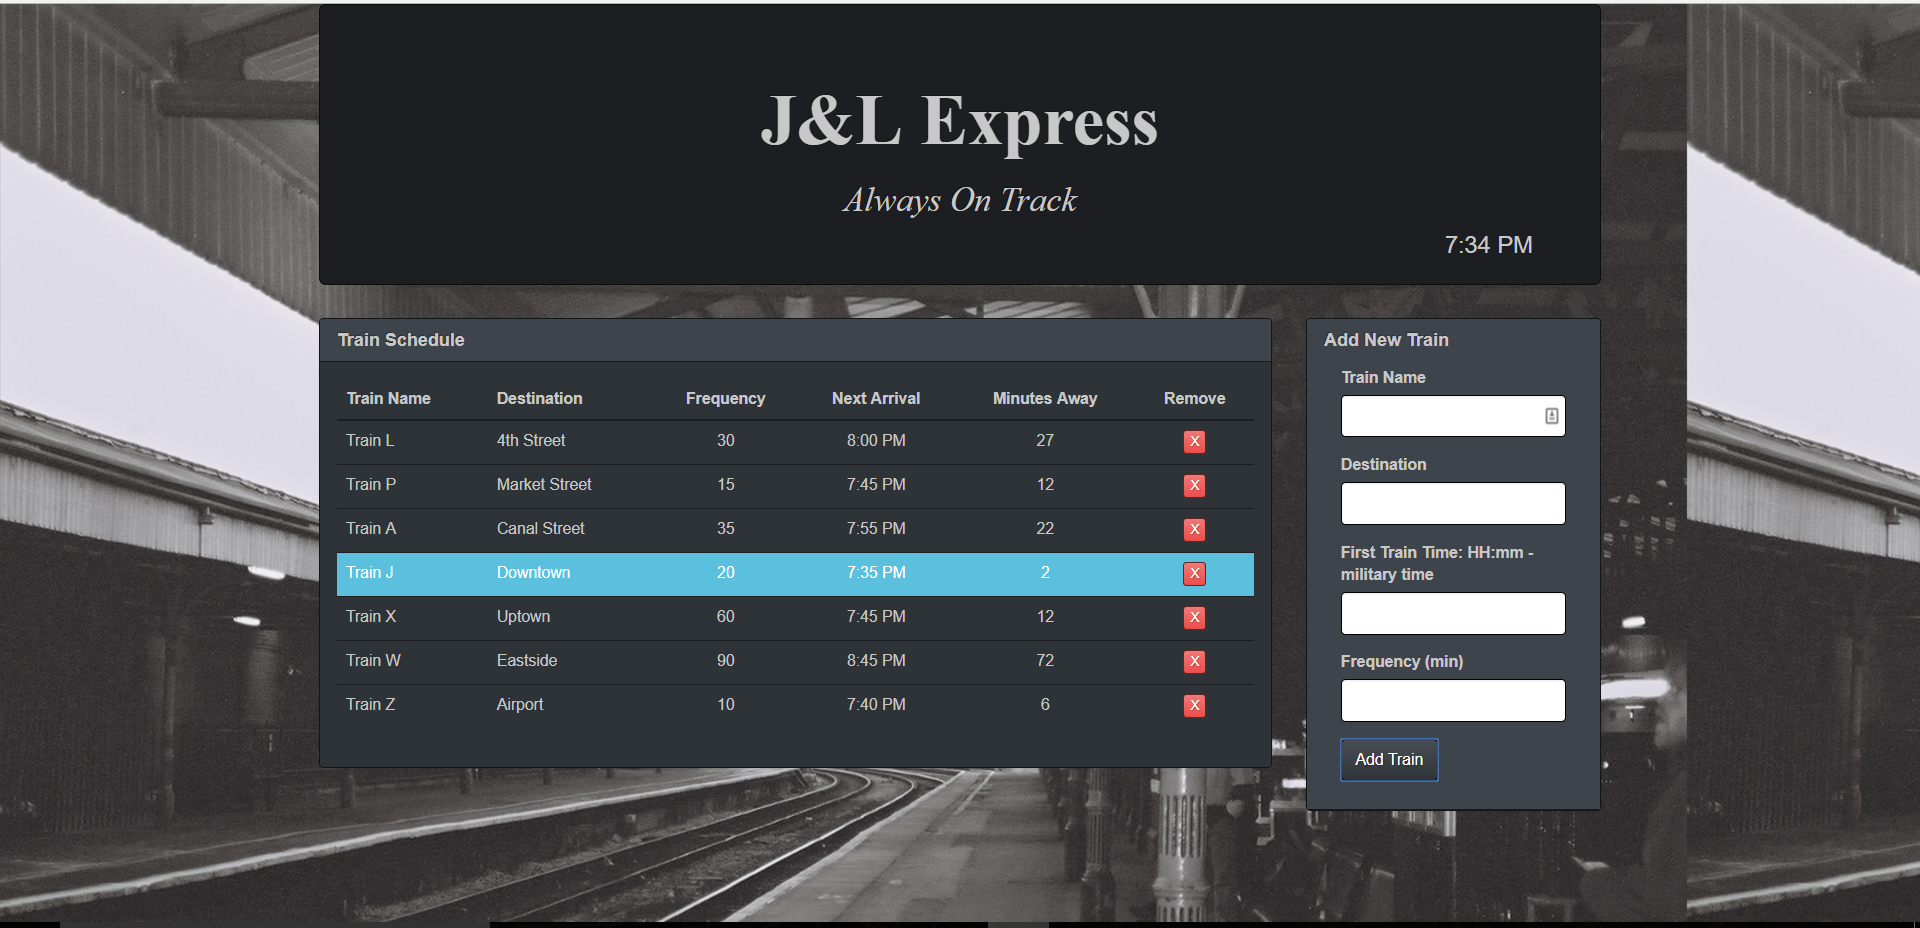 J&L Express
Always On Track
7:34 PM
Train Schedule
Train Name Destination Frequency Next Arrival Minutes Away Remove
Train L 4th Street 30 8:00 PM 27 X
Train P Market Street 15 7:45 PM 12 X
Train A Canal Street 35 7:55 PM 22 X
Train J Downtown 20 7:35 PM 2 X
Train X Uptown 60 7:45 PM 12 X
Train W Eastside 90 8:45 PM 72 X
Train Z Airport 10 7:40 PM 6 X
Add New Train
Train Name
Destination
First Train Time: HH:mm -
military time
Frequency (min)
Add Train